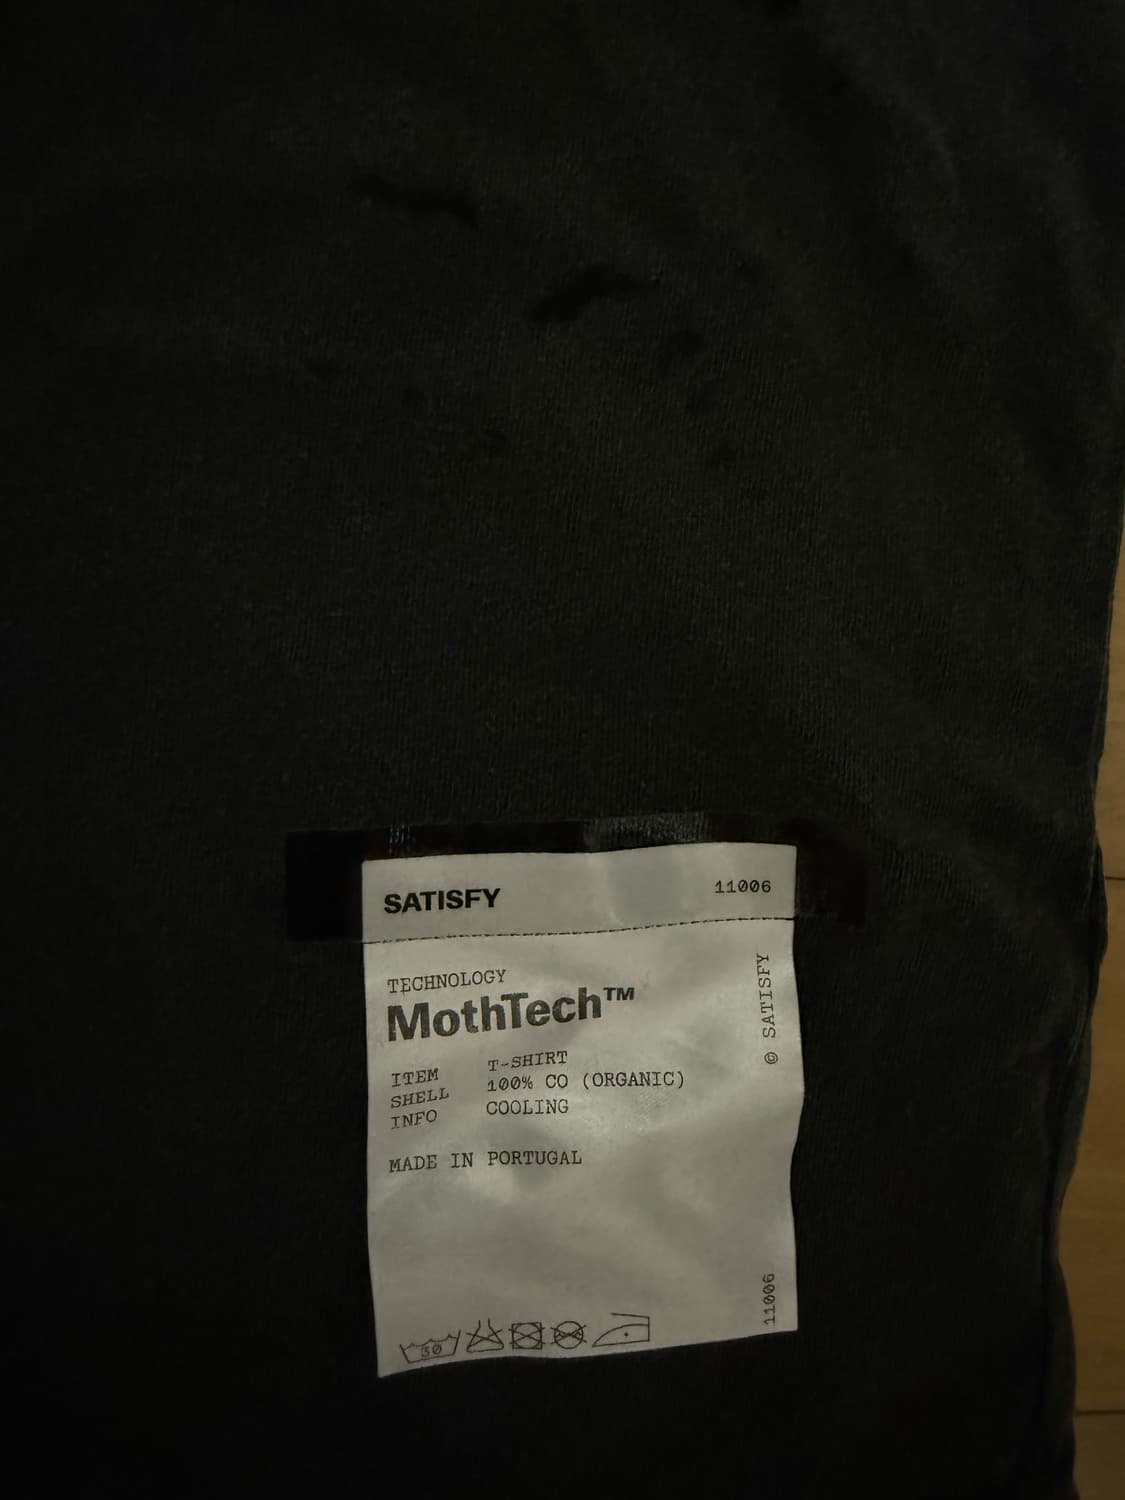 SATISFY 11006
TECHNOLOGY
MothTech™
ITEM T-SHIRT
SHELL 100% CO (ORGANIC)
INFO COOLING
MADE IN PORTUGAL
© SATISFY
11006
30